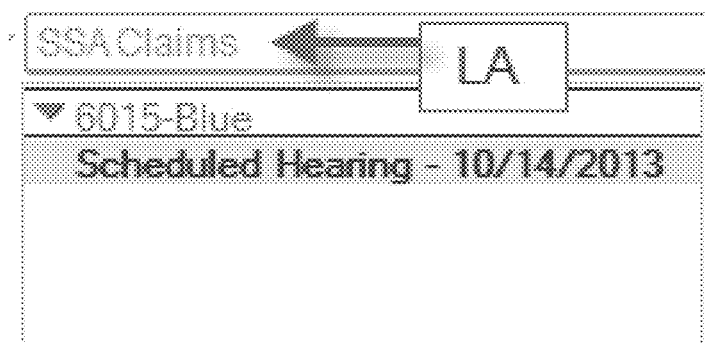 SSA Claims
LA
6015-Blue
Scheduled Hearing - 10/14/2013